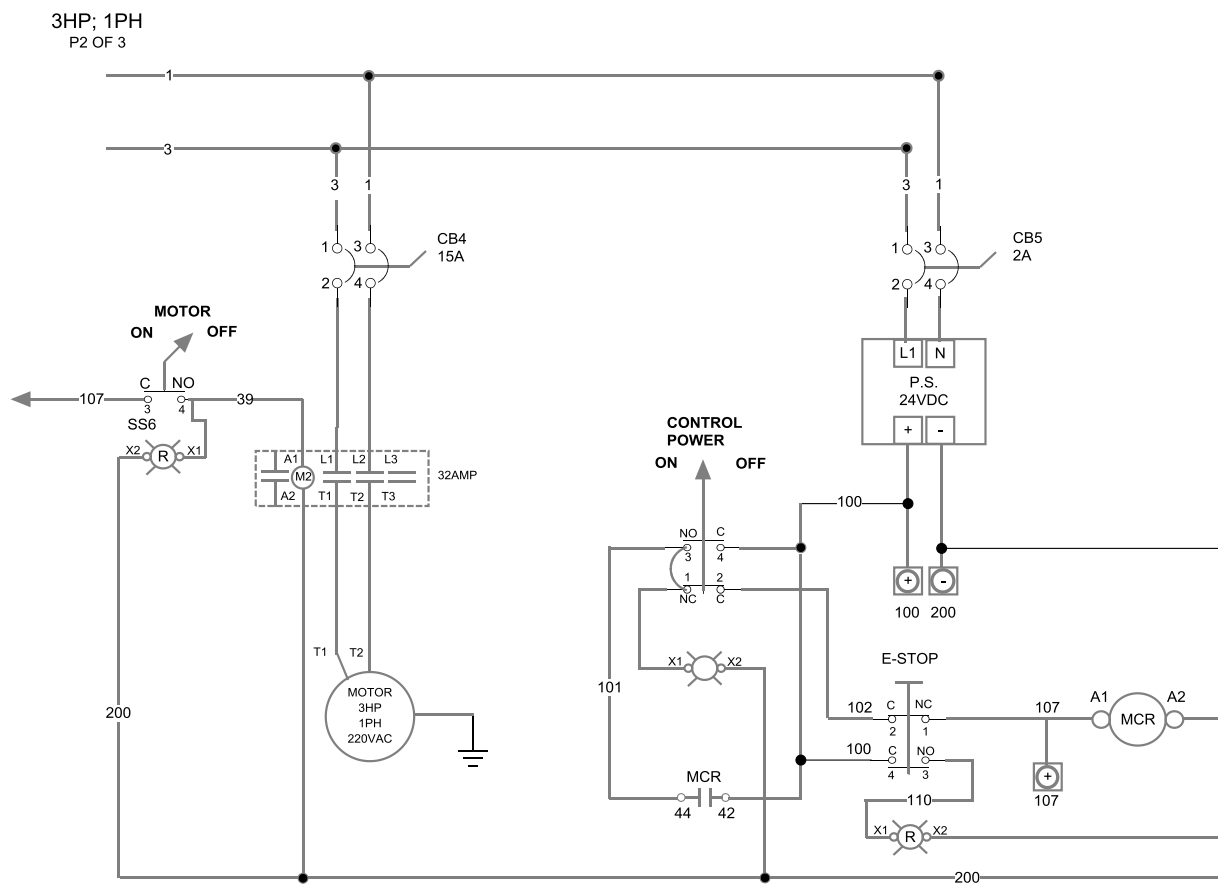 3HP; 1PH
P2 OF 3
1
3
3 1
3 1
1 3
CB4
15A
2 4
1 3
CB5
2A
2 4
MOTOR
ON OFF
C NO
107
3 4
39
SS6
X2 R X1
A1 L1 L2 L3
M2
32AMP
A2 T1 T2 T3
L1 N
P.S.
24VDC
+ -
CONTROL
POWER
ON OFF
100
NO C
3 4
1 2
NC C
+ -
100 200
X1 X2
101
T1 T2
MOTOR
3HP
1PH
220VAC
200
E-STOP
102 C NC
2 1
107
A1 MCR A2
100 C NO
4 3
+
107
MCR
44 42
110
X1 R X2
200